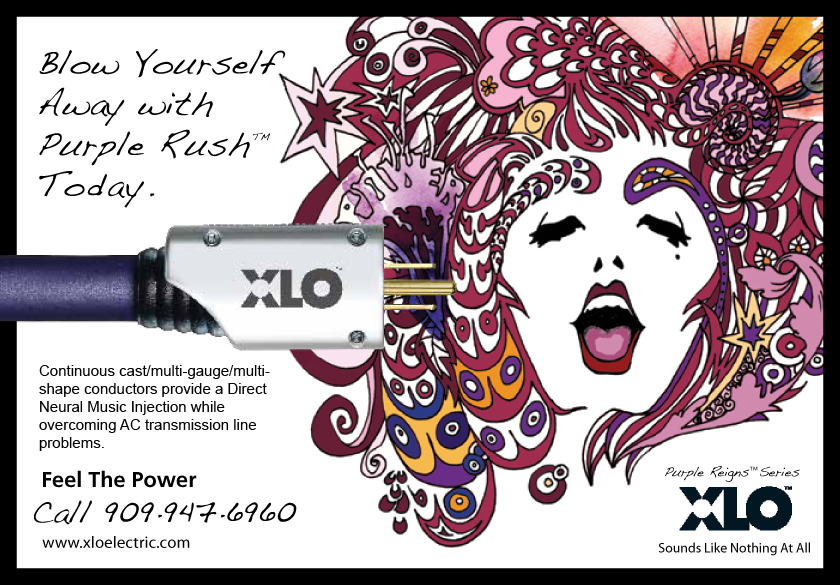 Blow Yourself
Away with
Purple Rush™
Today.
XLO™
Continuous cast/multi-gauge/multi-
shape conductors provide a Direct
Neural Music Injection while
overcoming AC transmission line
problems.
Feel The Power
Call 909.947.6960
www.xloelectric.com
Purple Reigns™ Series
XLO™
Sounds Like Nothing At All